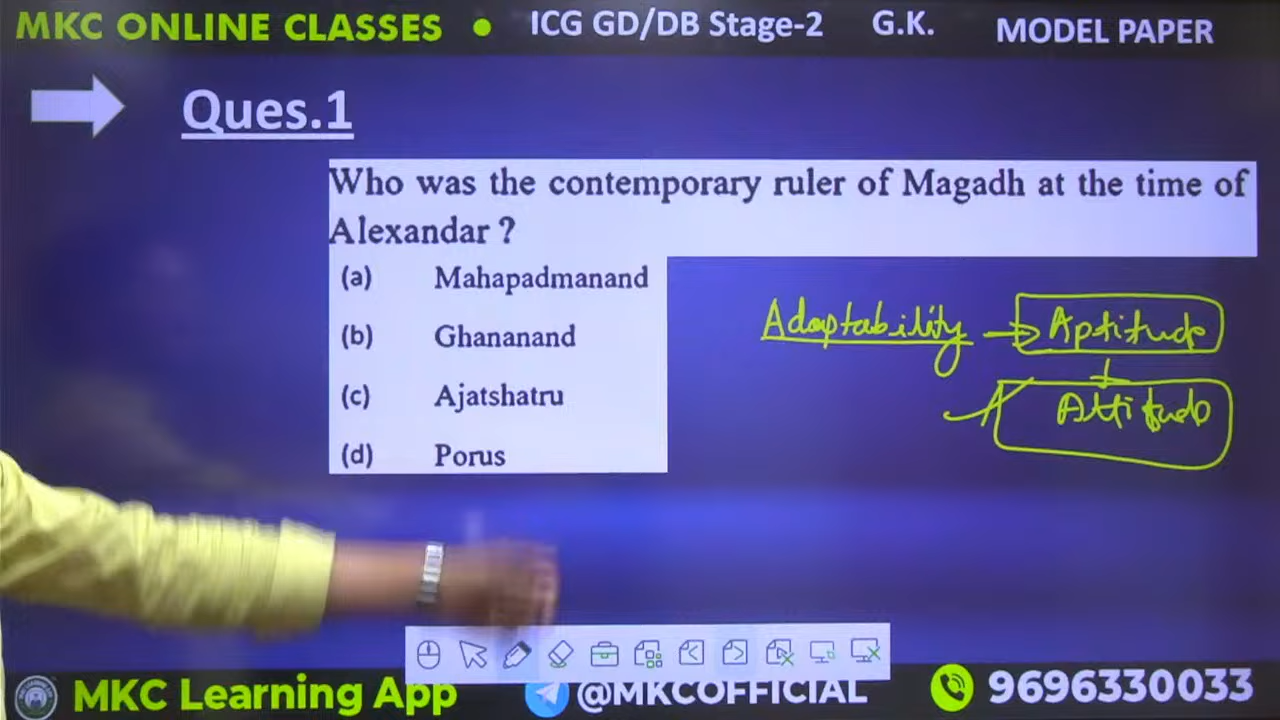 MKC ONLINE CLASSES • ICG GD/DB Stage-2 G.K. MODEL PAPER
Ques.1
Who was the contemporary ruler of Magadh at the time of
Alexandar ?
(a) Mahapadmanand
(b) Ghananand
(c) Ajatshatru
(d) Porus
Adaptability → Aptitude
Attitude
MKC Learning App @MKCOFFICIAL 9696330033